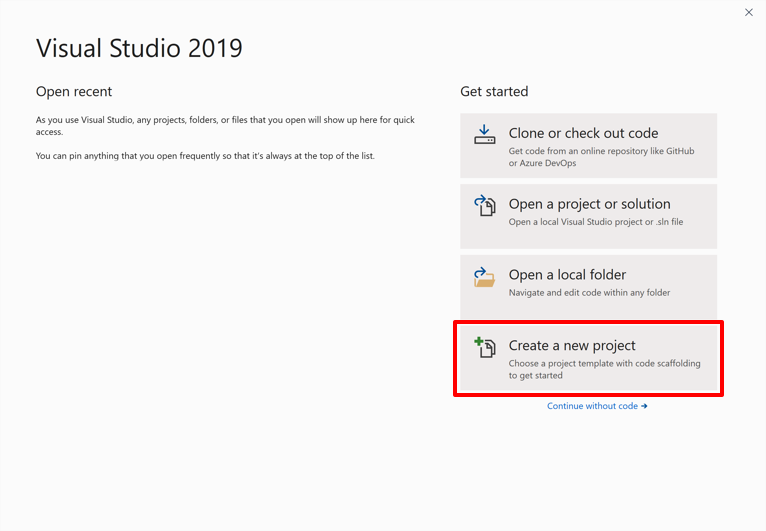 Visual Studio 2019
Open recent
As you use Visual Studio, any projects, folders, or files that you open will show up here for quick
access.
You can pin anything that you open frequently so that it's always at the top of the list.
Get started
Clone or check out code
Get code from an online repository like GitHub
or Azure DevOps
Open a project or solution
Open a local Visual Studio project or .sln file
Open a local folder
Navigate and edit code within any folder
Create a new project
Choose a project template with code scaffolding
to get started
Continue without code →